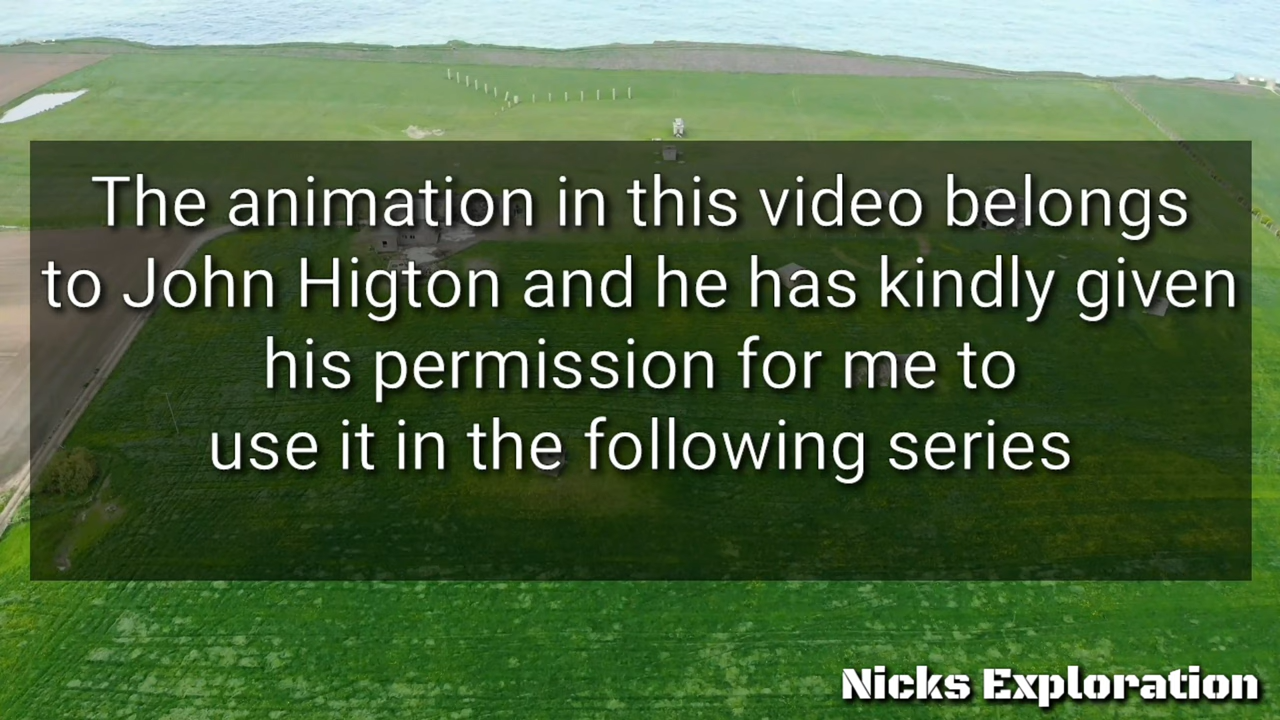 The animation in this video belongs
to John Higton and he has kindly given
his permission for me to
use it in the following series
Nicks Exploration